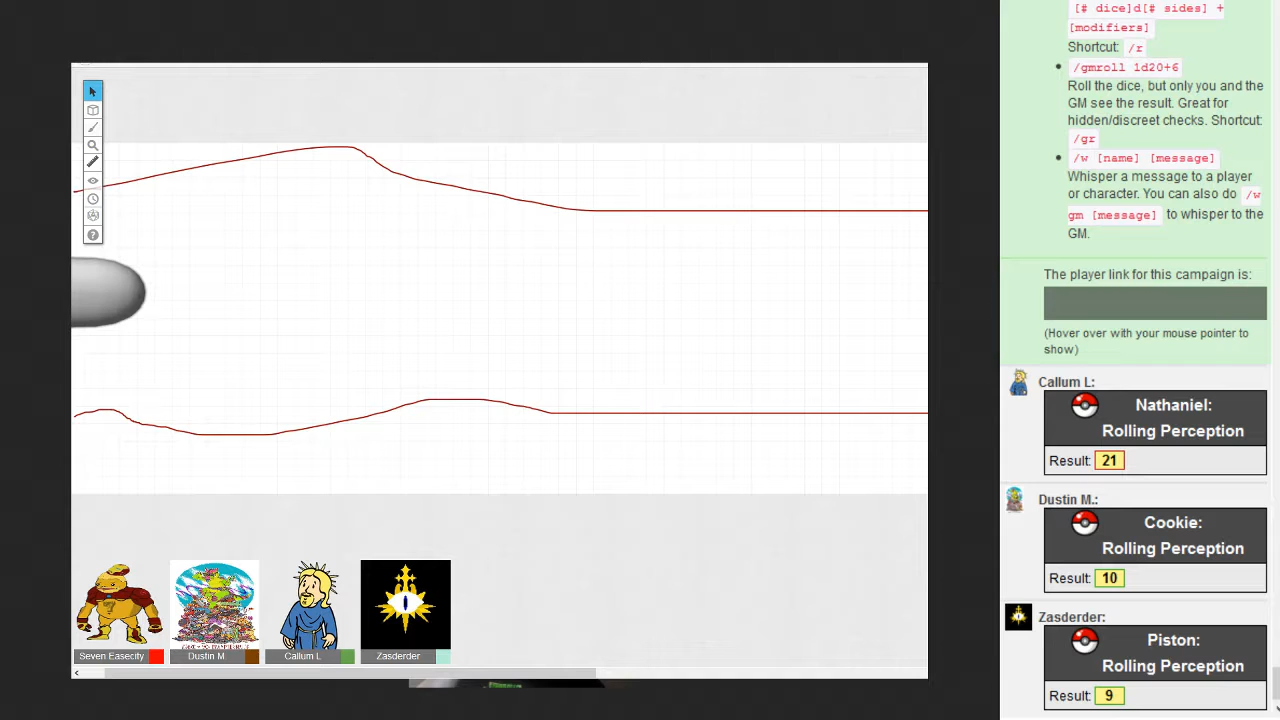 [# dice]d[# sides] +
[modifiers]
Shortcut: /r
/gmroll 1d20+6
Roll the dice, but only you and the
GM see the result. Great for
hidden/discreet checks. Shortcut:
/gr
/w [name] [message]
Whisper a message to a player
or character. You can also do /w
gm [message] to whisper to the
GM.
The player link for this campaign is:
(Hover over with your mouse pointer to
show)
Callum L:
Nathaniel:
Rolling Perception
Result: 21
Dustin M.:
Cookie:
Rolling Perception
Result: 10
Zasderder:
Piston:
Rolling Perception
Result: 9
Seven Easecity
Dustin M
Callum L
Zasderder